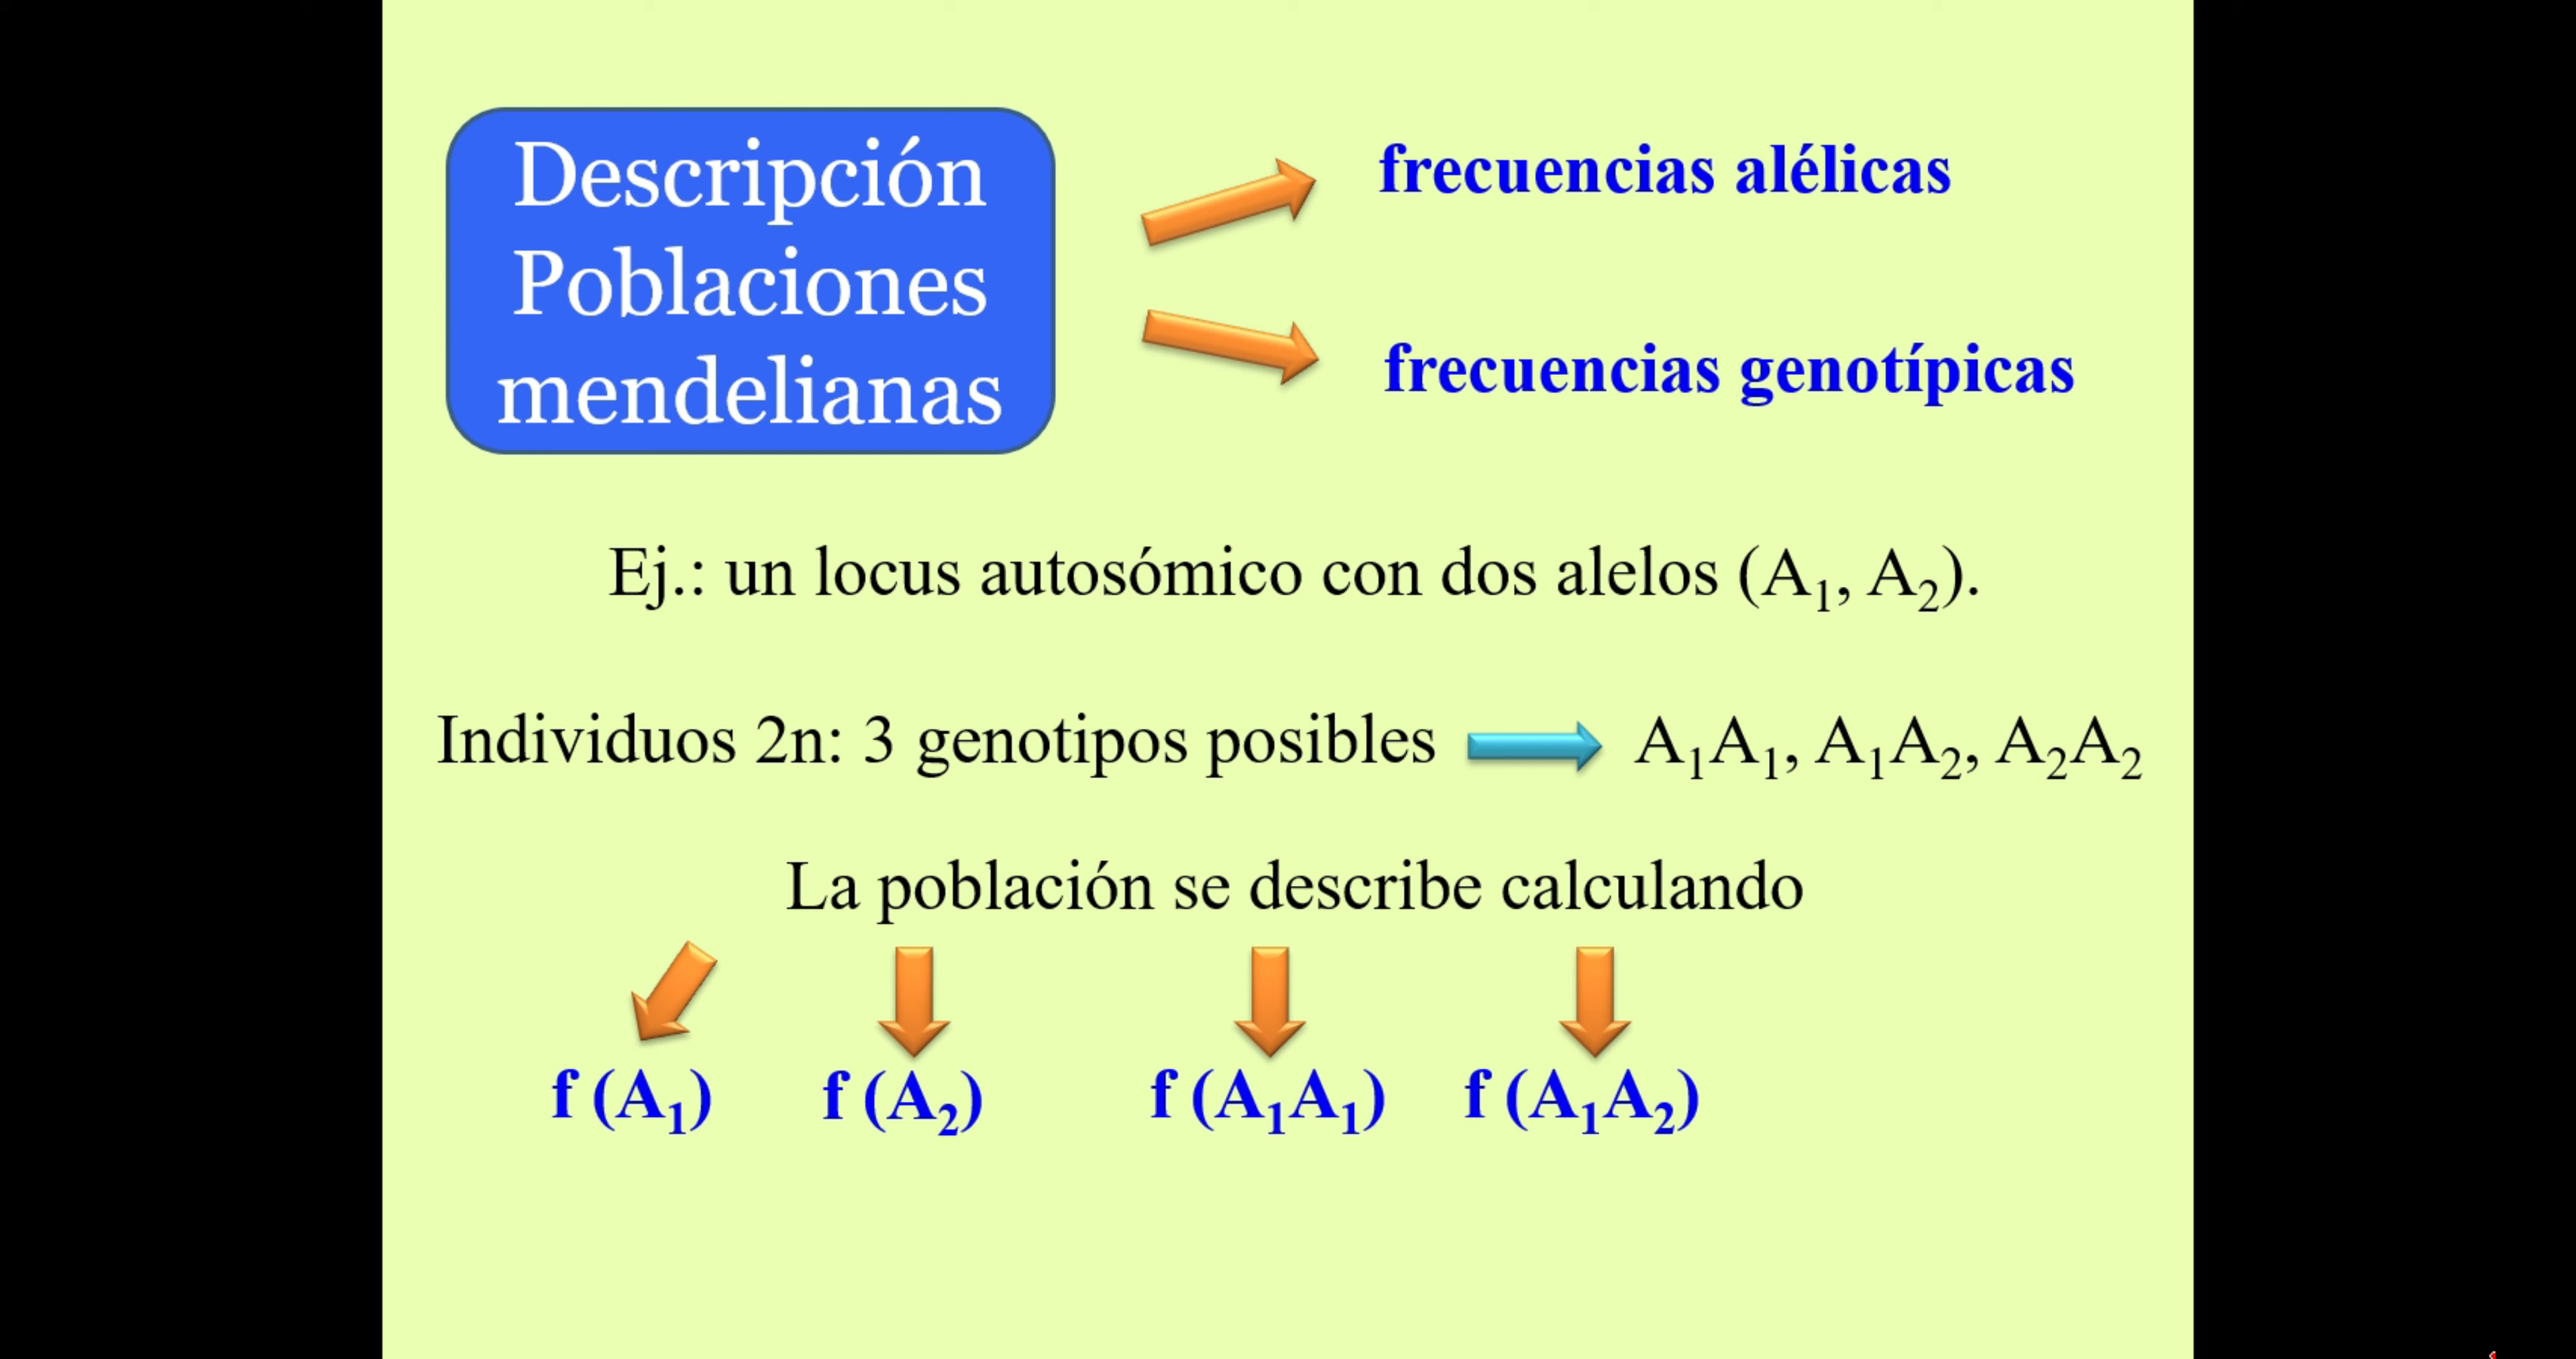 Descripción
Poblaciones
mendelianas
frecuencias alélicas
frecuencias genotípicas
Ej.: un locus autosómico con dos alelos (A₁, A₂).
Individuos 2n: 3 genotipos posibles A₁A₁, A₁A₂, A₂A₂
La población se describe calculando
f (A₁) f (A₂) f (A₁A₁) f (A₁A₂)